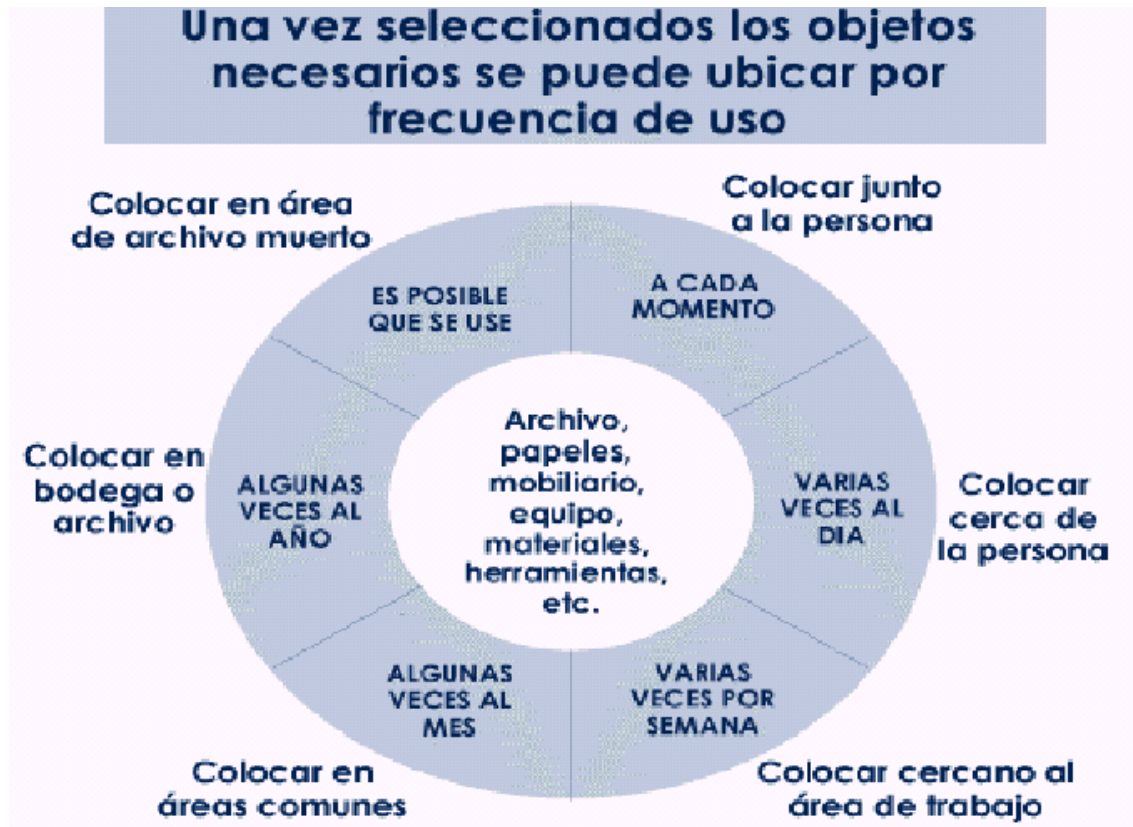 Una vez seleccionados los objetos
necesarios se puede ubicar por
frecuencia de uso
Colocar junto
a la persona
A CADA
MOMENTO
Colocar
cerca de
la persona
VARIAS
VECES AL
DIA
Colocar cercano al
área de trabajo
VARIAS
VECES POR
SEMANA
Colocar en
áreas comunes
ALGUNAS
VECES AL
MES
Colocar en
bodega o
archivo
ALGUNAS
VECES AL
AÑO
Colocar en área
de archivo muerto
ES POSIBLE
QUE SE USE
Archivo,
papeles,
mobiliario,
equipo,
materiales,
herramientas,
etc.